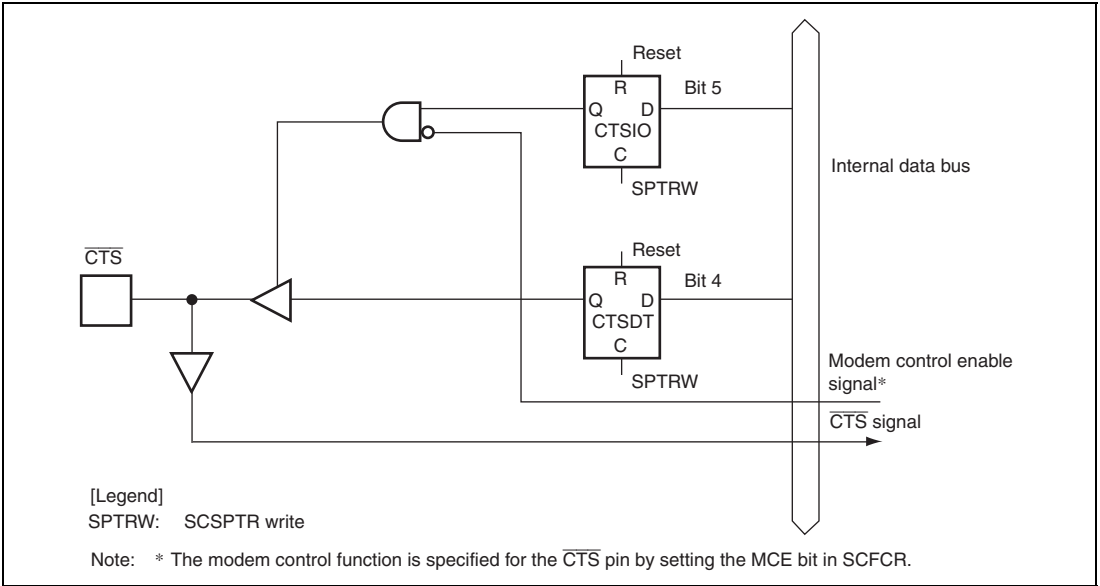 Reset
R
Bit 5
Q D
CTSIO
C
SPTRW
Internal data bus
CTS
Reset
R
Bit 4
Q D
CTSDT
C
SPTRW
Modem control enable
signal*
CTS signal
[Legend]
SPTRW: SCSPTR write
Note: * The modem control function is specified for the CTS pin by setting the MCE bit in SCFCR.